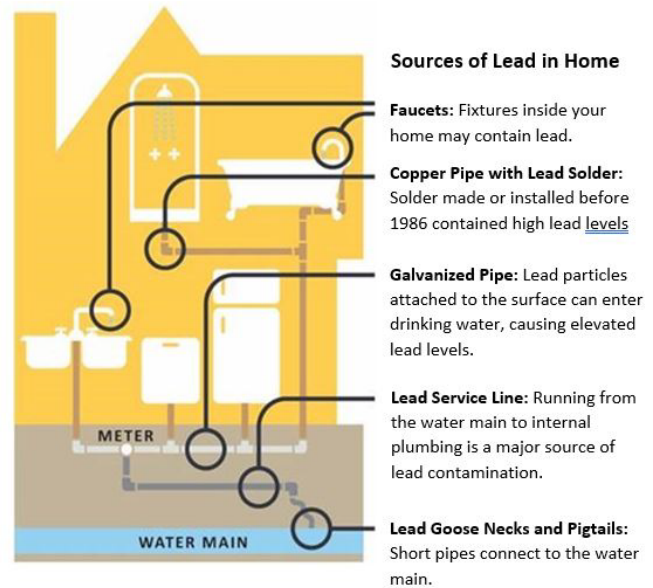 Sources of Lead in Home
Faucets: Fixtures inside your
home may contain lead.
Copper Pipe with Lead Solder:
Solder made or installed before
1986 contained high lead levels
Galvanized Pipe: Lead particles
attached to the surface can enter
drinking water, causing elevated
lead levels.
Lead Service Line: Running from
the water main to internal
plumbing is a major source of
lead contamination.
METER
Lead Goose Necks and Pigtails:
Short pipes connect to the water
main.
WATER MAIN